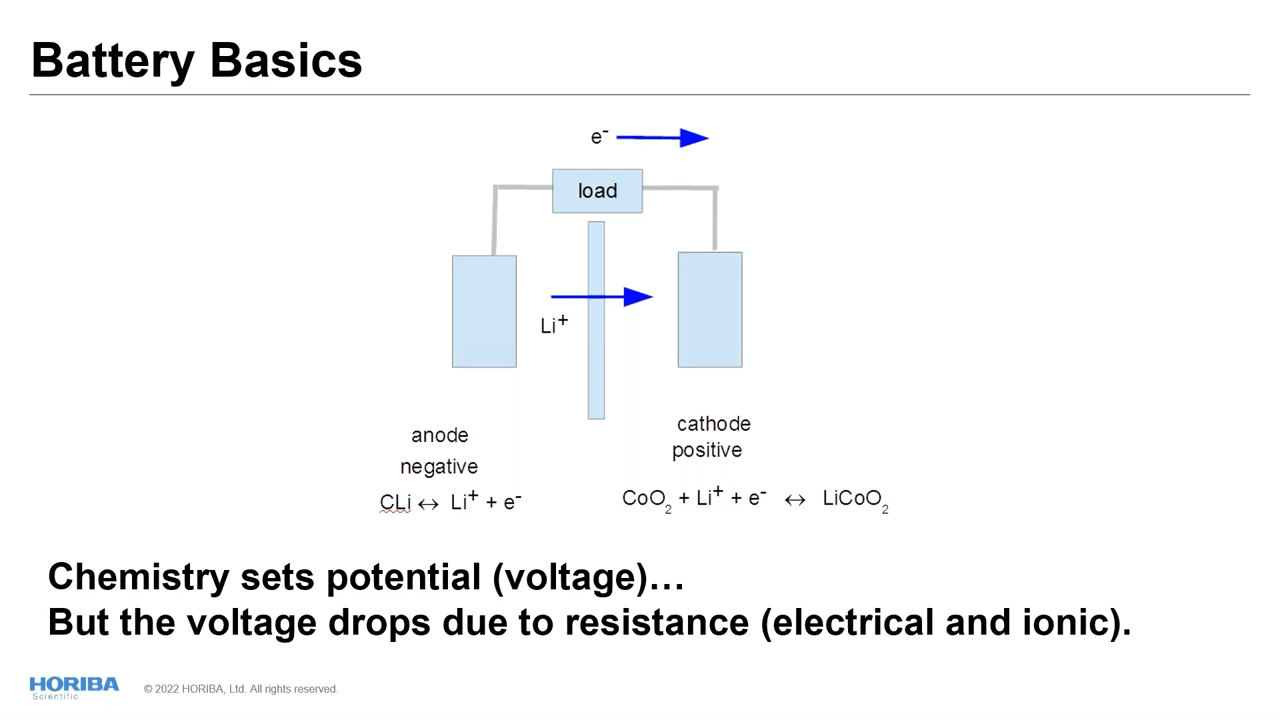 Battery Basics
e⁻
load
Li⁺
anode
negative
CLi ↔ Li⁺ + e⁻
cathode
positive
CoO₂ + Li⁺ + e⁻ ↔ LiCoO₂
Chemistry sets potential (voltage)…
But the voltage drops due to resistance (electrical and ionic).
HORIBA
Scientific
© 2022 HORIBA, Ltd. All rights reserved.